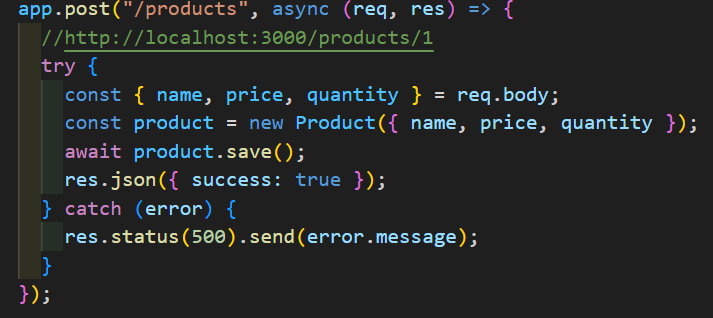 app.post("/products", async (req, res) => {
//http://localhost:3000/products/1
try {
const { name, price, quantity } = req.body;
const product = new Product({ name, price, quantity });
await product.save();
res.json({ success: true });
} catch (error) {
res.status(500).send(error.message);
}
});